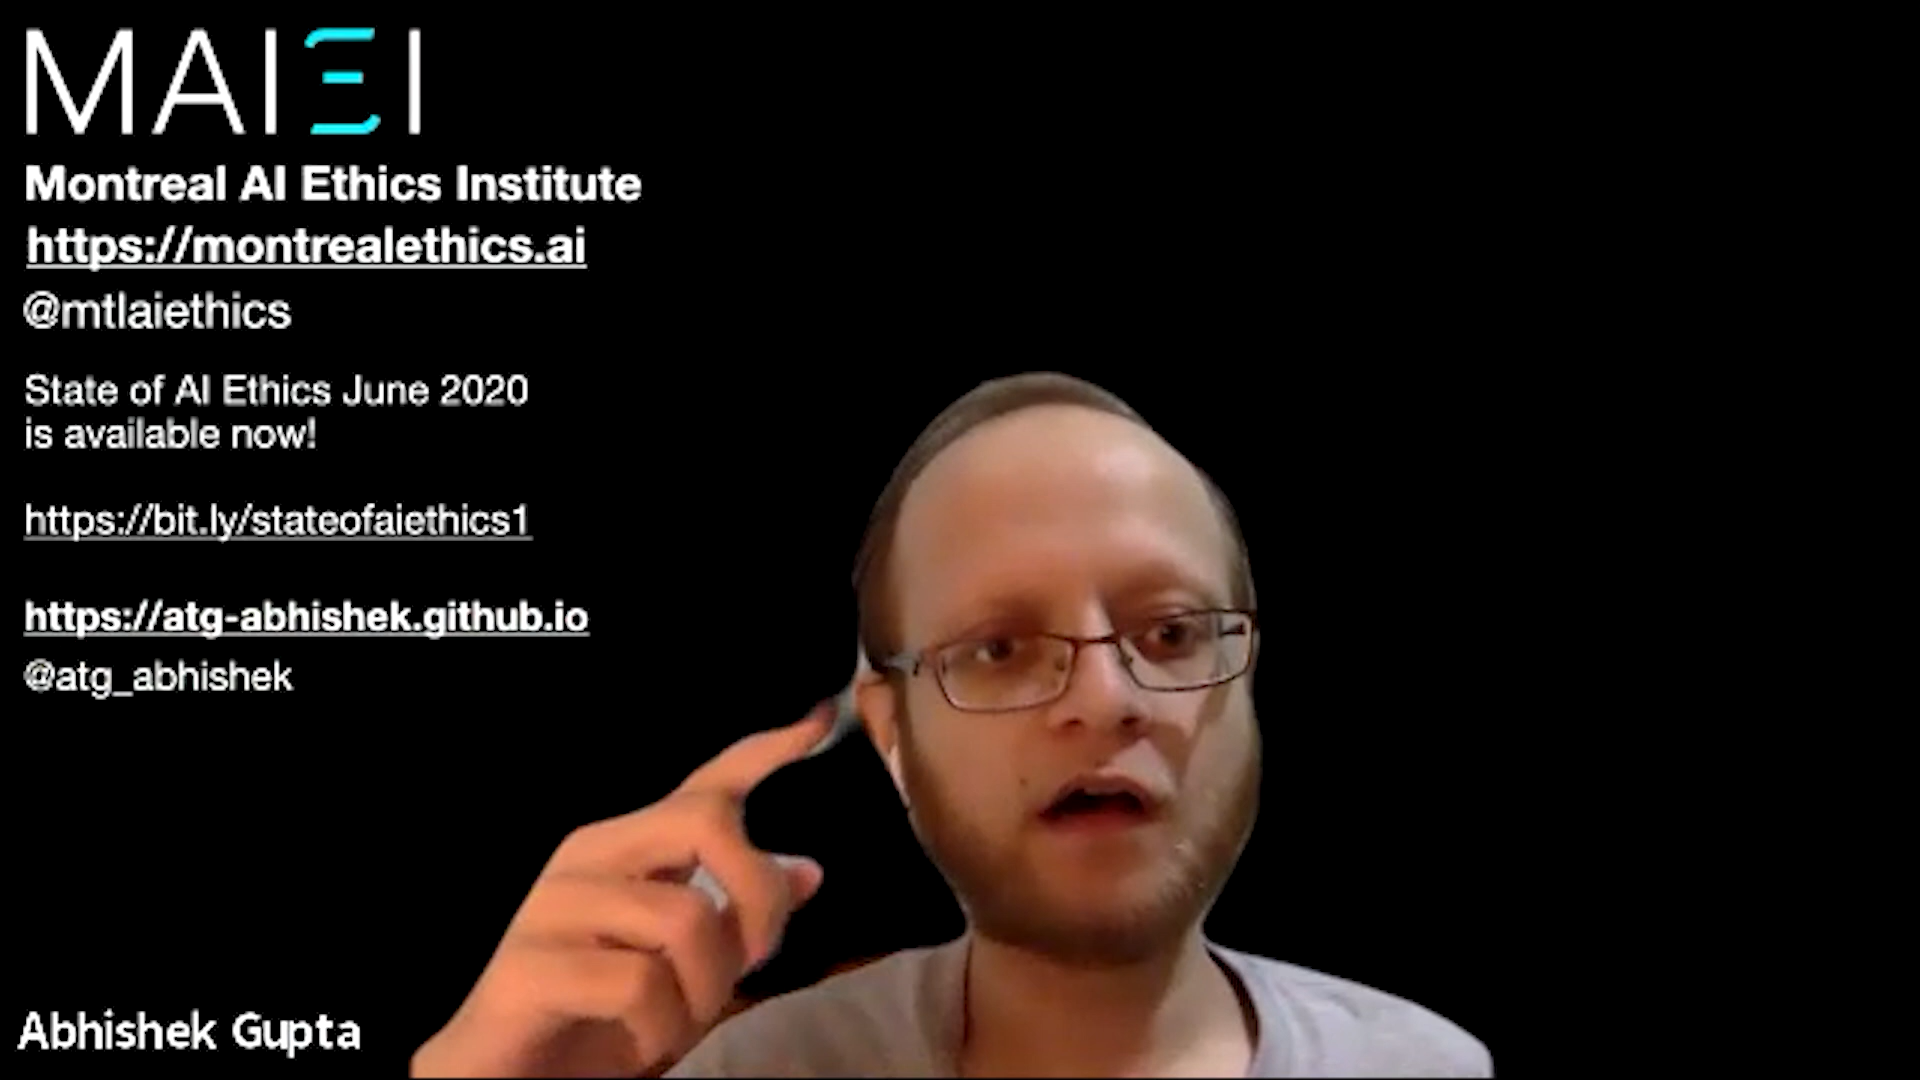 MAIEI
Montreal AI Ethics Institute
https://montrealethics.ai
@mtlaiethics
State of AI Ethics June 2020
is available now!
https://bit.ly/stateofaiethics1
https://atg-abhishek.github.io
@atg_abhishek
Abhishek Gupta